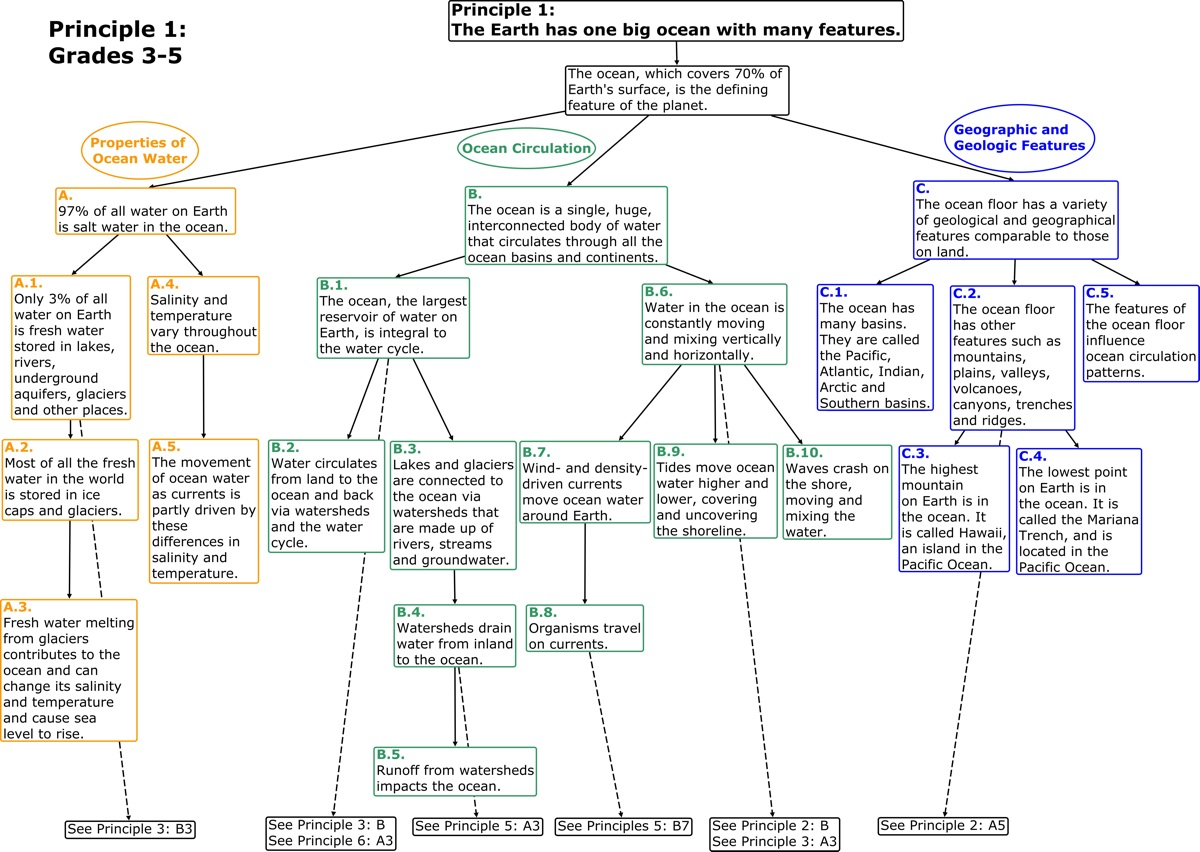 Principle 1:
Grades 3-5
Principle 1:
The Earth has one big ocean with many features.
The ocean, which covers 70% of
Earth's surface, is the defining
feature of the planet.
Properties of
Ocean Water
Ocean Circulation
Geographic and
Geologic Features
A.
97% of all water on Earth
is salt water in the ocean.
B.
The ocean is a single, huge,
interconnected body of water
that circulates through all the
ocean basins and continents.
C.
The ocean floor has a variety
of geological and geographical
features comparable to those
on land.
A.1.
Only 3% of all
water on Earth
is fresh water
stored in lakes,
rivers,
underground
aquifers, glaciers
and other places.
A.4.
Salinity and
temperature
vary throughout
the ocean.
B.1.
The ocean, the largest
reservoir of water on
Earth, is integral to
the water cycle.
B.6.
Water in the ocean is
constantly moving
and mixing vertically
and horizontally.
C.1.
The ocean has
many basins.
They are called
the Pacific,
Atlantic, Indian,
Arctic and
Southern basins.
C.2.
The ocean floor
has other
features such as
mountains,
plains, valleys,
volcanoes,
canyons, trenches
and ridges.
C.5.
The features of
the ocean floor
influence
ocean circulation
patterns.
A.2.
Most of all the fresh
water in the world
is stored in ice
caps and glaciers.
A.5.
The movement
of ocean water
as currents is
partly driven by
these
differences in
salinity and
temperature.
B.2.
Water circulates
from land to the
ocean and back
via watersheds
and the water
cycle.
B.3.
Lakes and glaciers
are connected to
the ocean via
watersheds that
are made up of
rivers, streams
and groundwater.
B.7.
Wind- and density-
driven currents
move ocean water
around Earth.
B.9.
Tides move ocean
water higher and
lower, covering
and uncovering
the shoreline.
B.10.
Waves crash on
the shore,
moving and
mixing the
water.
C.3.
The highest
mountain
on Earth is in
the ocean. It
is called Hawaii,
an island in the
Pacific Ocean.
C.4.
The lowest point
on Earth is in
the ocean. It is
called the Mariana
Trench, and is
located in the
Pacific Ocean.
A.3.
Fresh water melting
from glaciers
contributes to the
ocean and can
change its salinity
and temperature
and cause sea
level to rise.
B.4.
Watersheds drain
water from inland
to the ocean.
B.8.
Organisms travel
on currents.
B.5.
Runoff from watersheds
impacts the ocean.
See Principle 3: B3
See Principle 3: B
See Principle 6: A3
See Principle 5: A3
See Principles 5: B7
See Principle 2: B
See Principle 3: A3
See Principle 2: A5